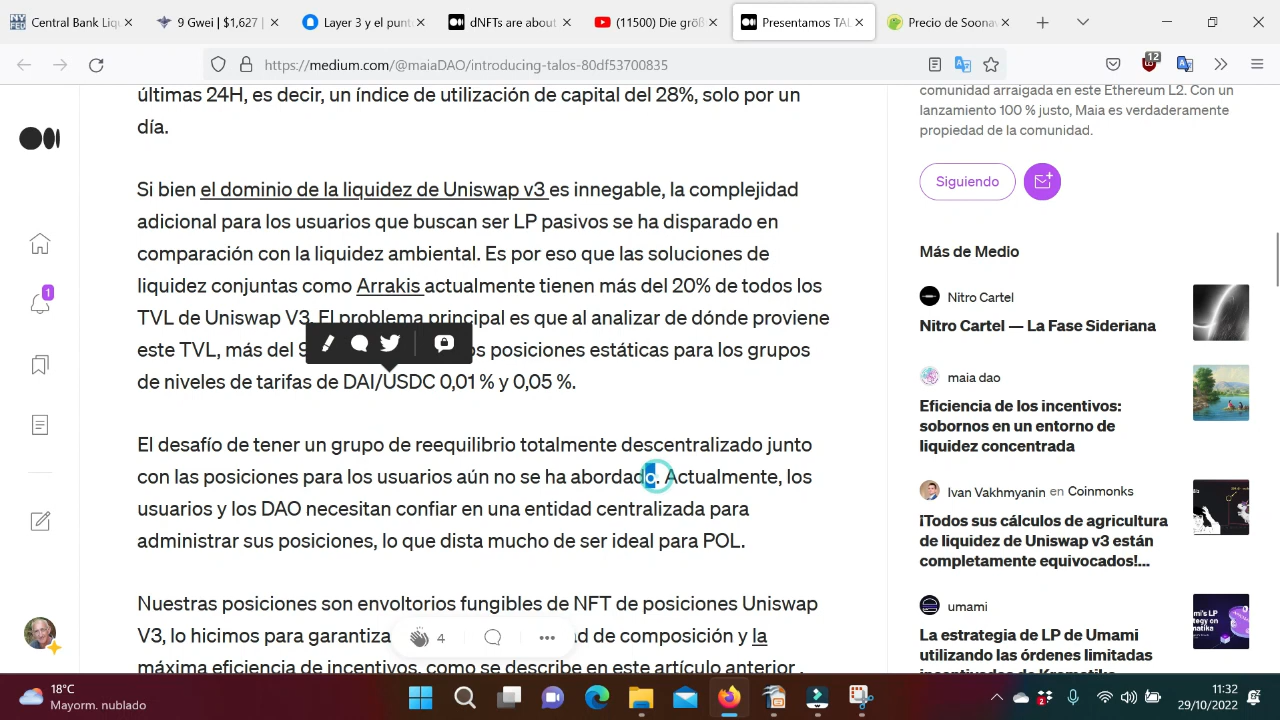 Central Bank Liqu
9 Gwei | $1,627 |
Layer 3 y el punt
dNFTs are about
(11500) Die größ
Presentamos TAL
Precio de Soona
https://medium.com/@maiaDAO/introducing-talos-80df53700835
12
últimas 24H, es decir, un índice de utilización de capital del 28%, solo por un
día.
Si bien el dominio de la liquidez de Uniswap v3 es innegable, la complejidad
adicional para los usuarios que buscan ser LP pasivos se ha disparado en
comparación con la liquidez ambiental. Es por eso que las soluciones de
liquidez conjuntas como Arrakis actualmente tienen más del 20% de todos los
TVL de Uniswap V3. El problema principal es que al analizar de dónde proviene
este TVL, más del 9 os posiciones estáticas para los grupos
de niveles de tarifas de DAI/USDC 0,01 % y 0,05 %.
El desafío de tener un grupo de reequilibrio totalmente descentralizado junto
con las posiciones para los usuarios aún no se ha abordado. Actualmente, los
usuarios y los DAO necesitan confiar en una entidad centralizada para
administrar sus posiciones, lo que dista mucho de ser ideal para POL.
Nuestras posiciones son envoltorios fungibles de NFT de posiciones Uniswap
V3, lo hicimos para garantiza ad de composición y la
máxima eficiencia de incentivos, como se describe en este artículo anterior .
1
4
comunidad arraigada en este Ethereum L2. Con un
lanzamiento 100 % justo, Maia es verdaderamente
propiedad de la comunidad.
Siguiendo
Más de Medio
Nitro Cartel
Nitro Cartel — La Fase Sideriana
maia dao
Eficiencia de los incentivos:
sobornos en un entorno de
liquidez concentrada
Ivan Vakhmyanin en Coinmonks
¡Todos sus cálculos de agricultura
de liquidez de Uniswap v3 están
completamente equivocados!...
umami
La estrategia de LP de Umami
utilizando las órdenes limitadas
incentivadas de Kromatika
18°C
Mayorm. nublado
2
11:32
29/10/2022